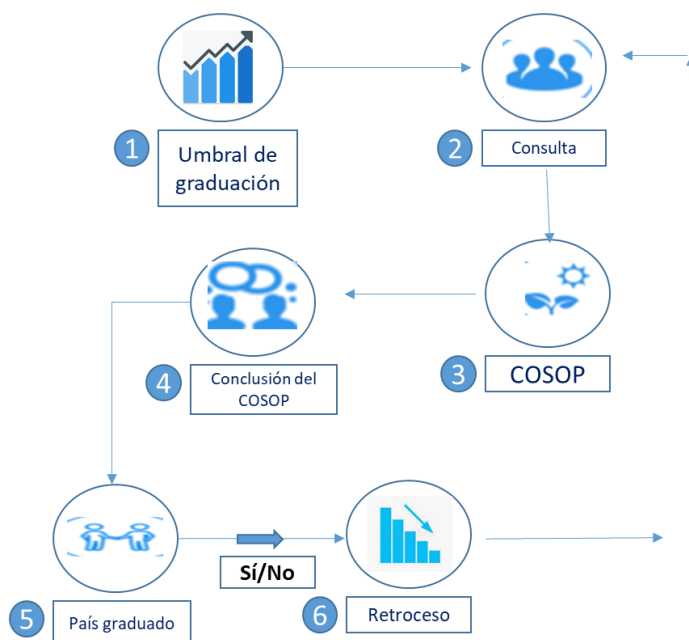 1
Umbral de
graduación
2
Consulta
3
COSOP
4
Conclusión del
COSOP
5
País graduado
Sí/No
6
Retroceso